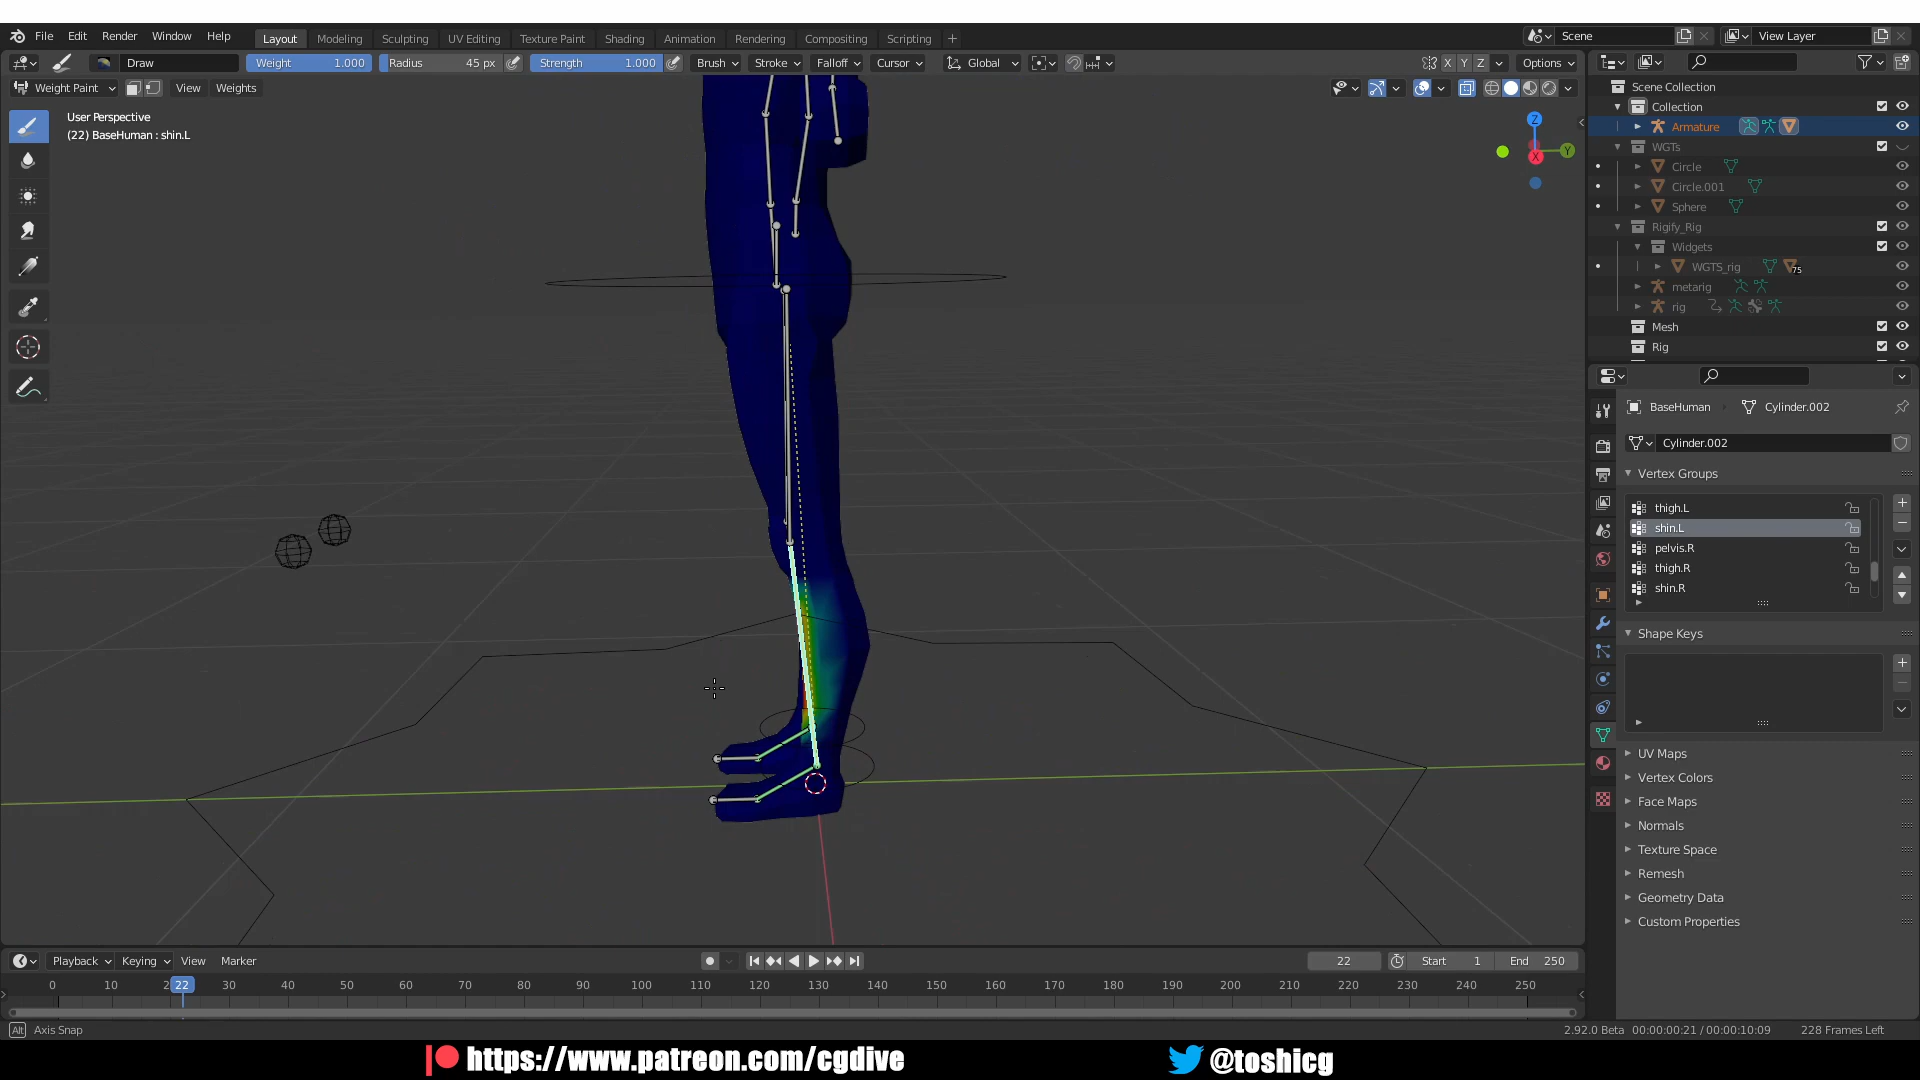 File Edit Render Window Help Layout Modeling Sculpting UV Editing Texture Paint Shading Animation Rendering Compositing Scripting + Scene View Layer
Draw Weight 1.000 Radius 45 px Strength 1.000 Brush Stroke Falloff Cursor Global X Y Z Options
Weight Paint View Weights
User Perspective
(22) BaseHuman : shin.L
Z
Y
X
Scene Collection
Collection
Armature
WGTs
Circle
Circle.001
Sphere
Rigify_Rig
Widgets
WGTS_rig 75
metarig
rig
Mesh
Rig
BaseHuman › Cylinder.002
Cylinder.002
Vertex Groups
thigh.L
shin.L
pelvis.R
thigh.R
shin.R
Shape Keys
UV Maps
Vertex Colors
Face Maps
Normals
Texture Space
Remesh
Geometry Data
Custom Properties
Playback Keying View Marker 22 Start 1 End 250
0 10 2 22 30 40 50 60 70 80 90 100 110 120 130 140 150 160 170 180 190 200 210 220 230 240 250
Alt Axis Snap 2.92.0 Beta 00:00:00:21 / 00:00:10:09 228 Frames Left
https://www.patreon.com/cgdive @toshicg